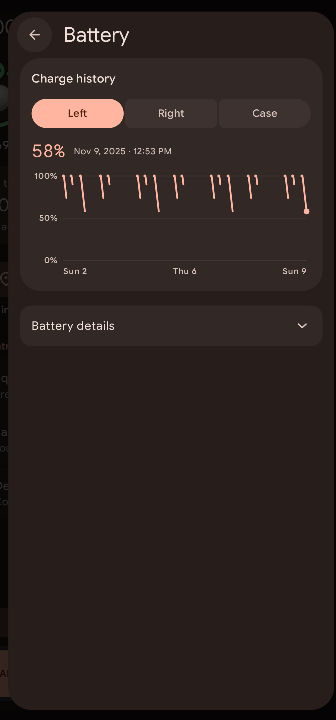 Battery
Charge history
Left
Right
Case
58% Nov 9, 2025 · 12:53 PM
100%
50%
0%
Sun 2
Thu 6
Sun 9
Battery details